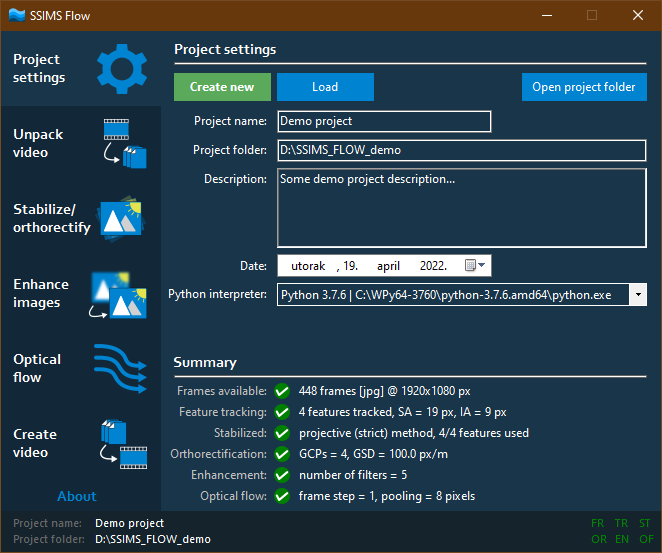 SSIMS Flow
Project
settings
Unpack
video
Stabilize/
orthorectify
Enhance
images
Optical
flow
Create
video
About
Project settings
Create new
Load
Open project folder
Project name:
Demo project
Project folder:
D:\SSIMS_FLOW_demo
Description:
Some demo project description...
Date:
utorak , 19. april 2022.
Python interpreter:
Python 3.7.6 | C:\WPy64-3760\python-3.7.6.amd64\python.exe
Summary
Frames available: 448 frames [jpg] @ 1920x1080 px
Feature tracking: 4 features tracked, SA = 19 px, IA = 9 px
Stabilized: projective (strict) method, 4/4 features used
Orthorectification: GCPs = 4, GSD = 100.0 px/m
Enhancement: number of filters = 5
Optical flow: frame step = 1, pooling = 8 pixels
Project name: Demo project
Project folder: D:\SSIMS_FLOW_demo
FR TR ST
OR EN OF